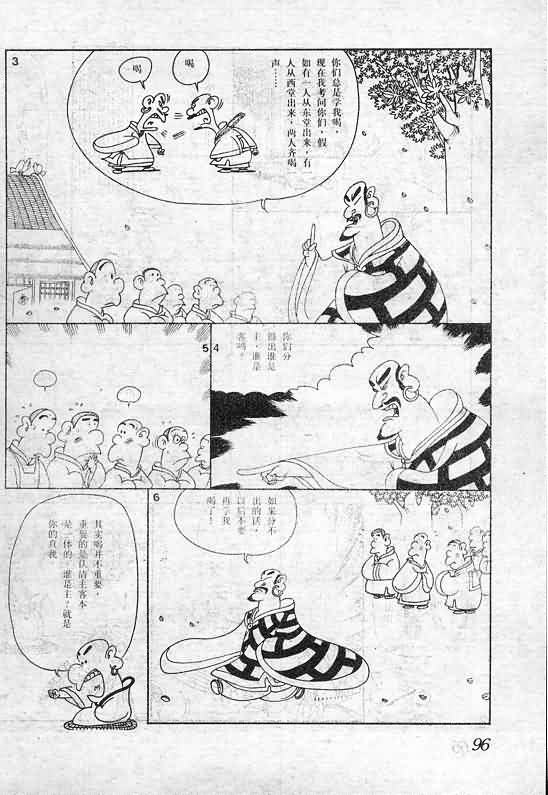 3
你们总是学我喝，
现在我考问你们，假
如有一人从东堂出来，有一
人从西堂出来，两人齐喝
声……
喝
喝
4
你们分
得出谁是
主，谁是
客吗？
5
6
如果分不
出的话，
以后不要
再学我
喝了！
其实喝并不重要，
重要的是认清主客本
是一体的，谁是主？就是
你的真我
96